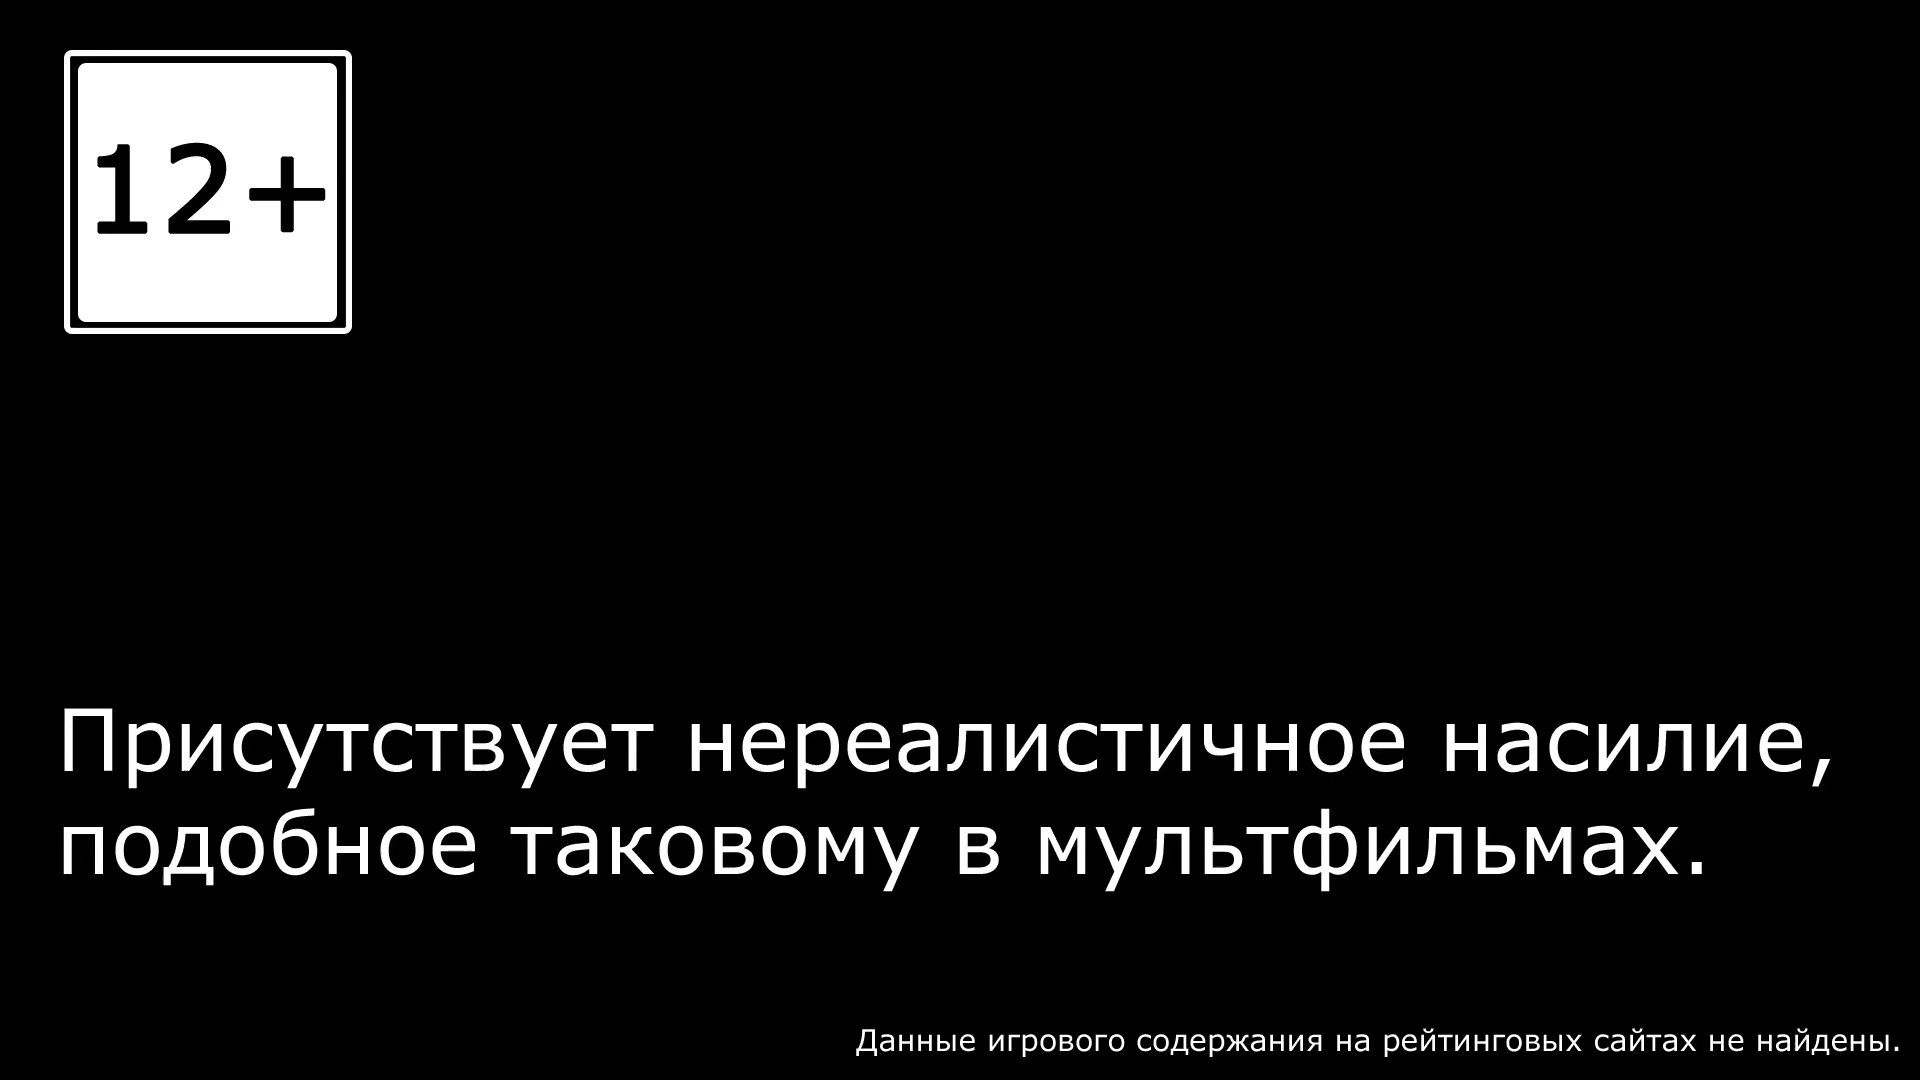 12+
Присутствует нереалистичное насилие,
подобное таковому в мультфильмах.
Данные игрового содержания на рейтинговых сайтах не найдены.